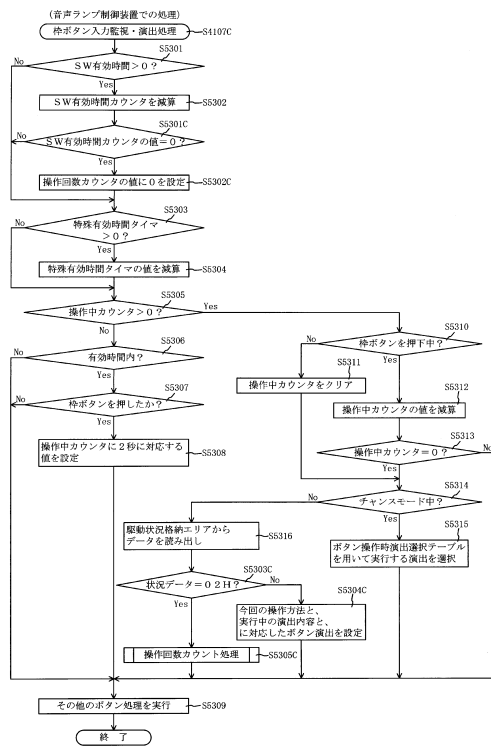 (音声ランプ制御装置での処理)
枠ボタン入力監視・演出処理
S4107C
S5301
SW有効時間>0?
No
Yes
SW有効時間カウンタを減算
S5302
S5301C
SW有効時間カウンタの値=0?
No
Yes
操作回数カウンタの値に0を設定
S5302C
S5303
特殊有効時間タイマ
>0?
No
Yes
特殊有効時間タイマの値を減算
S5304
S5305
操作中カウンタ>0?
Yes
No
S5306
有効時間内?
No
Yes
S5307
枠ボタンを押したか?
No
Yes
操作中カウンタに2秒に対応する
値を設定
S5308
S5310
枠ボタンを押下中?
No
Yes
S5311
操作中カウンタをクリア
S5312
操作中カウンタの値を減算
S5313
操作中カウンタ=0?
No
Yes
S5314
チャンスモード中?
No
Yes
S5315
ボタン操作時演出選択テーブル
を用いて実行する演出を選択
駆動状況格納エリアから
データを読み出し
S5316
S5303C
状況データ=02H?
No
Yes
S5304C
今回の操作方法と、
実行中の演出内容と、
に対応したボタン演出を設定
操作回数カウント処理
S5305C
その他のボタン処理を実行
S5309
終 了